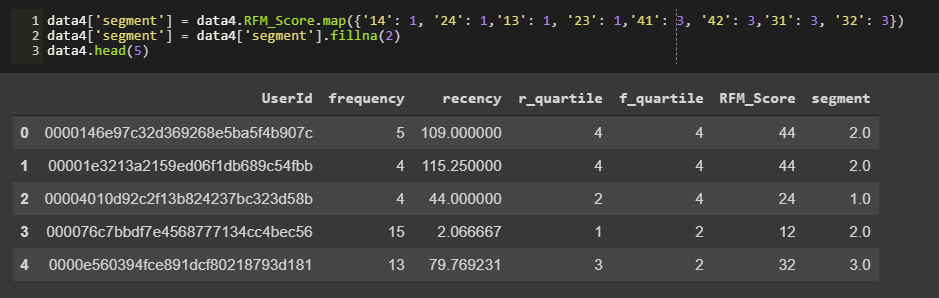 1 data4['segment'] = data4.RFM_Score.map({'14': 1, '24': 1,'13': 1, '23': 1,'41': 3, '42': 3,'31': 3, '32': 3})
2 data4['segment'] = data4['segment'].fillna(2)
3 data4.head(5)
UserId frequency recency r_quartile f_quartile RFM_Score segment
0 0000146e97c32d369268e5ba5f4b907c 5 109.000000 4 4 44 2.0
1 00001e3213a2159ed06f1db689c54fbb 4 115.250000 4 4 44 2.0
2 00004010d92c2f13b824237bc323d58b 4 44.000000 2 4 24 1.0
3 000076c7bbdf7e4568777134cc4bec56 15 2.066667 1 2 12 2.0
4 0000e560394fce891dcf80218793d181 13 79.769231 3 2 32 3.0